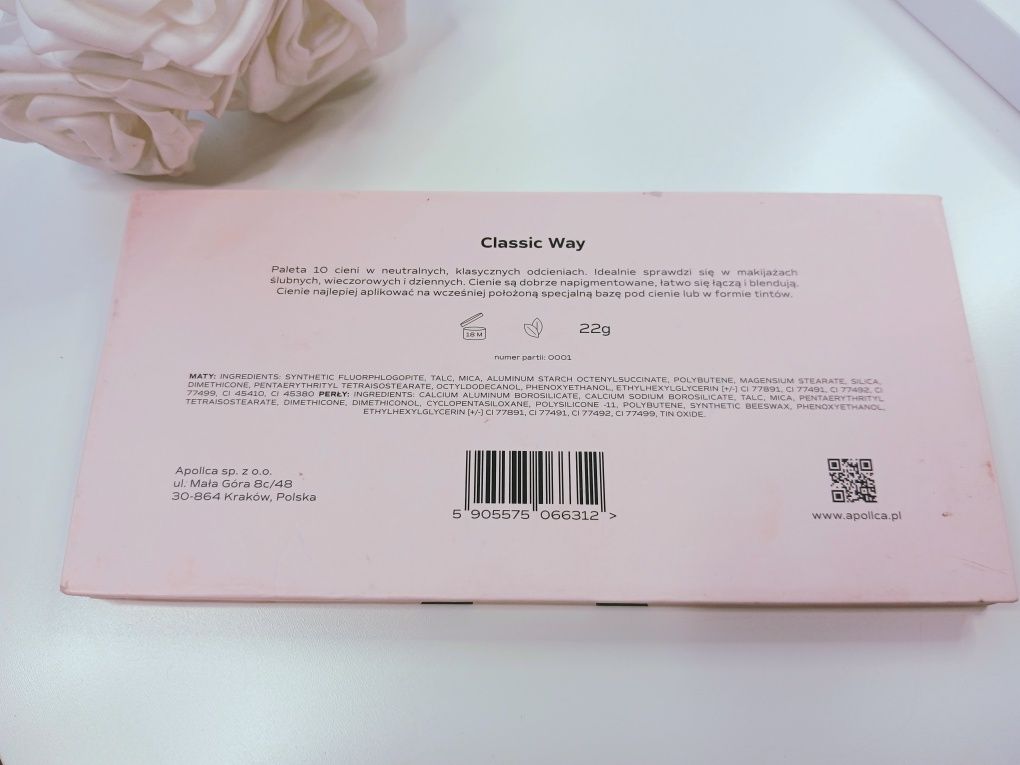 Classic Way
Paleta 10 cieni w neutralnych, klasycznych odcieniach. Idealnie sprawdzi się w makijażach
ślubnych, wieczorowych i dziennych. Cienie są dobrze napigmentowane, łatwo się łączą i blendują.
Cienie najlepiej aplikować na wcześniej położoną specjalną bazę pod cienie lub w formie tintów.
18 M
22g
numer partii: 0001
MATY: INGREDIENTS: SYNTHETIC FLUORPHLOGOPITE, TALC, MICA, ALUMINUM STARCH OCTENYLSUCCINATE, POLYBUTENE, MAGENSIUM STEARATE, SILICA,
DIMETHICONE, PENTAERYTHRITYL TETRAISOSTEARATE, OCTYLDODECANOL, PHENOXYETHANOL, ETHYLHEXYLGLYCERIN [+/-] CI 77891, CI 77491, CI 77492, CI
77499, CI 45410, CI 45380 PERŁY: INGREDIENTS: CALCIUM ALUMINUM BOROSILICATE, CALCIUM SODIUM BOROSILICATE, TALC, MICA, PENTAERYTHRITYL
TETRAISOSTEARATE, DIMETHICONE, DIMETHICONOL, CYCLOPENTASILOXANE, POLYSILICONE -11, POLYBUTENE, SYNTHETIC BEESWAX, PHENOXYETHANOL,
ETHYLHEXYLGLYCERIN [+/-] CI 77891, CI 77491, CI 77492, CI 77499, TIN OXIDE.
Apollca sp. z o.o.
ul. Mała Góra 8c/48
30-864 Kraków, Polska
5 905575 066312 >
www.apollca.pl